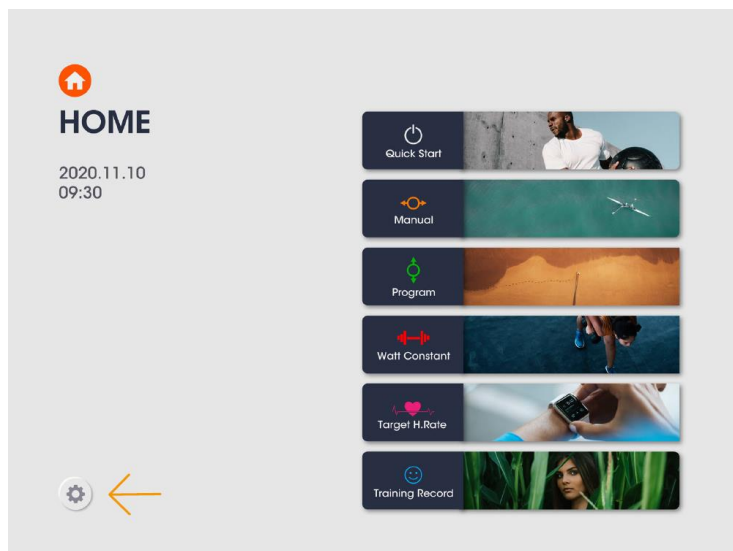 HOME
2020.11.10
09:30
Quick Start
Manual
Program
Watt Constant
Target H.Rate
Training Record